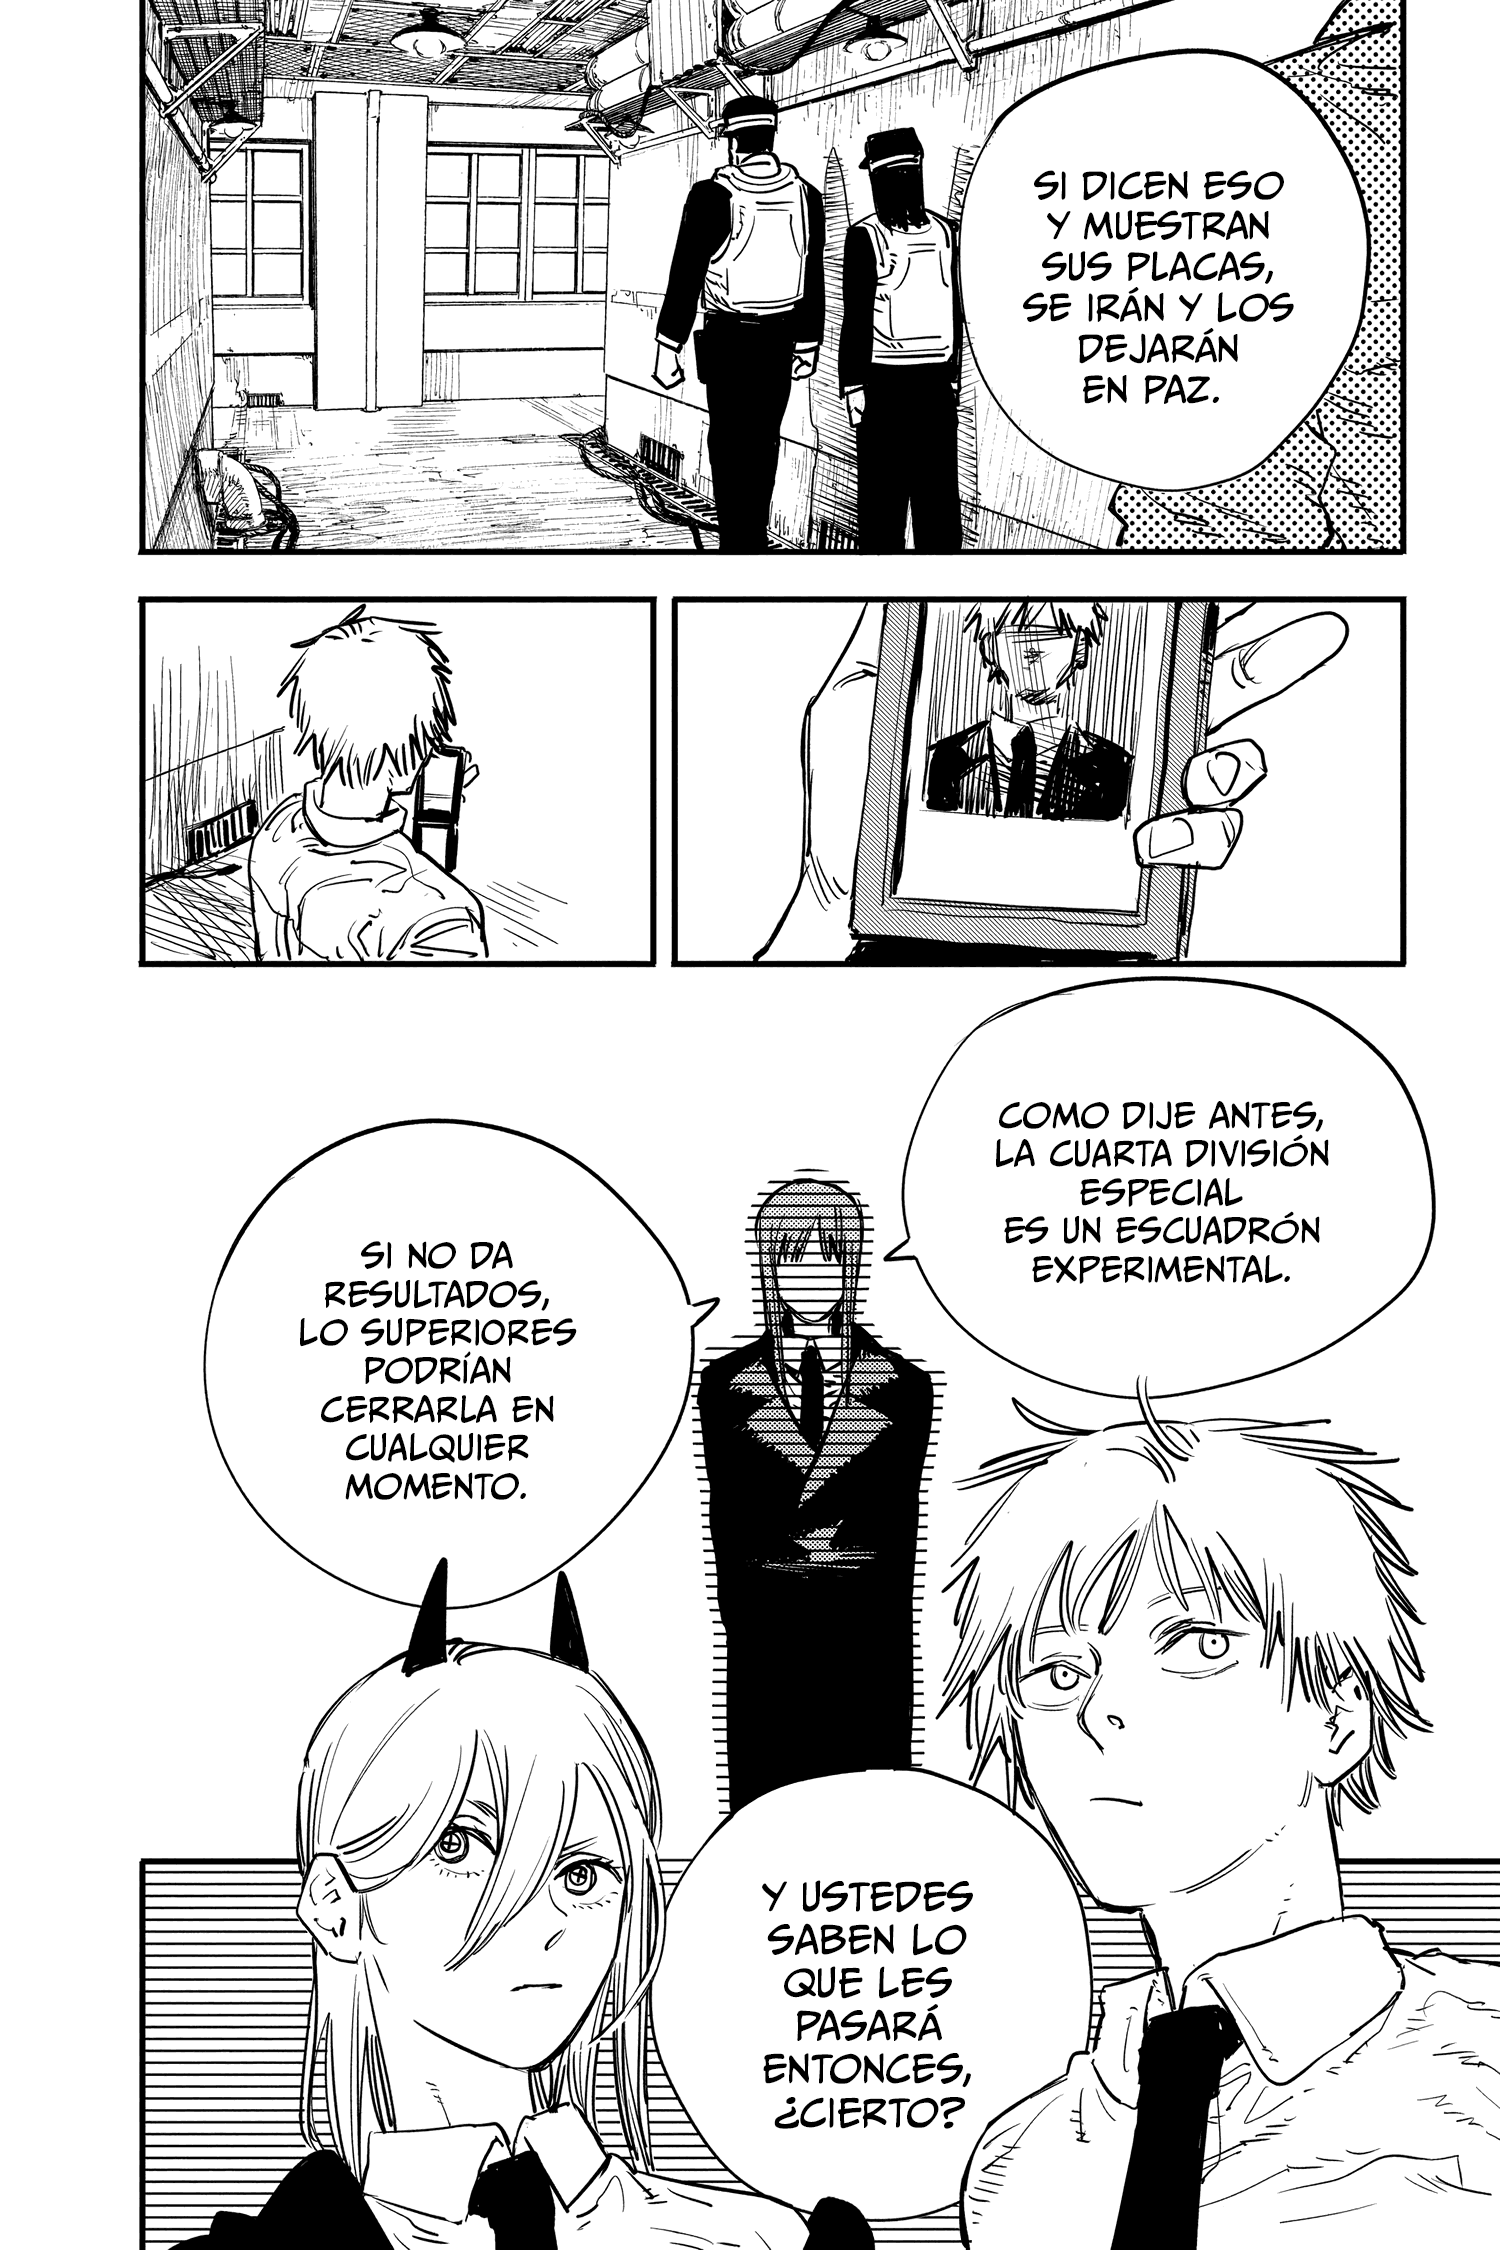 SI DICEN ESO
Y MUESTRAN
SUS PLACAS,
SE IRÁN Y LOS
DEJARÁN
EN PAZ.
COMO DIJE ANTES,
LA CUARTA DIVISIÓN
ESPECIAL
ES UN ESCUADRÓN
EXPERIMENTAL.
SI NO DA
RESULTADOS,
LO SUPERIORES
PODRÍAN
CERRARLA EN
CUALQUIER
MOMENTO.
Y USTEDES
SABEN LO
QUE LES
PASARÁ
ENTONCES,
¿CIERTO?